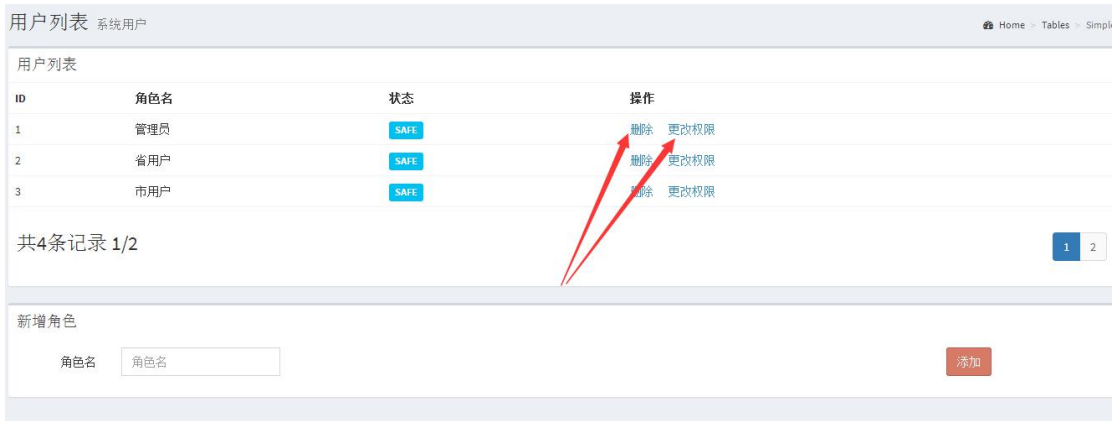 用户列表 系统用户
Home > Tables > Simple
用户列表
ID 角色名 状态 操作
1 管理员 SAFE 删除 更改权限
2 省用户 SAFE 删除 更改权限
3 市用户 SAFE 删除 更改权限
共4条记录 1/2
1 2
新增角色
角色名 角色名 添加